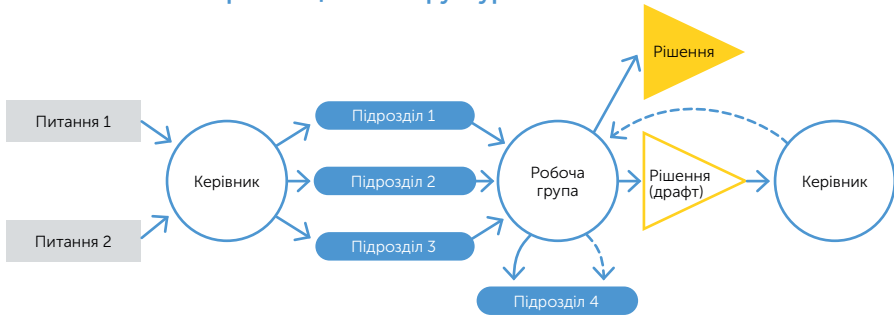 Рішення
Питання 1
Підрозділ 1
Керівник
Підрозділ 2
Робоча
група
Рішення
(драфт)
Керівник
Питання 2
Підрозділ 3
Підрозділ 4